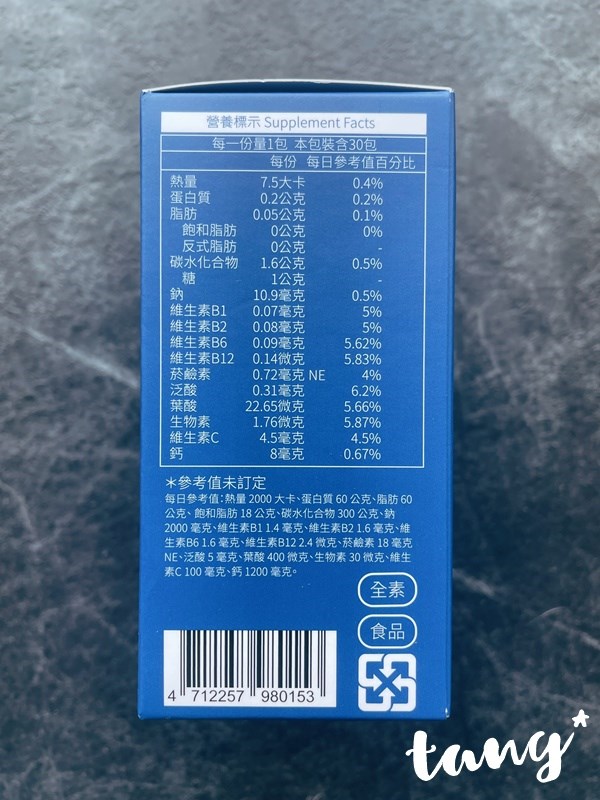 營養標示 Supplement Facts
每一份量1包 本包裝含30包
每份 每日參考值百分比
熱量 7.5大卡 0.4%
蛋白質 0.2公克 0.2%
脂肪 0.05公克 0.1%
飽和脂肪 0公克 0%
反式脂肪 0公克 -
碳水化合物 1.6公克 0.5%
糖 1公克 -
鈉 10.9毫克 0.5%
維生素B1 0.07毫克 5%
維生素B2 0.08毫克 5%
維生素B6 0.09毫克 5.62%
維生素B12 0.14微克 5.83%
菸鹼素 0.72毫克 NE 4%
泛酸 0.31毫克 6.2%
葉酸 22.65微克 5.66%
生物素 1.76微克 5.87%
維生素C 4.5毫克 4.5%
鈣 8毫克 0.67%
＊參考值未訂定
每日參考值：熱量 2000 大卡、蛋白質 60 公克、脂肪 60
公克、飽和脂肪 18 公克、碳水化合物 300 公克、鈉
2000 毫克、維生素B1 1.4 毫克、維生素B2 1.6 毫克、維
生素B6 1.6 毫克、維生素B12 2.4 微克、菸鹼素 18 毫克
NE、泛酸 5 毫克、葉酸 400 微克、生物素 30 微克、維生
素C 100 毫克、鈣 1200 毫克。
全素
食品
4 712257 980153
tang*